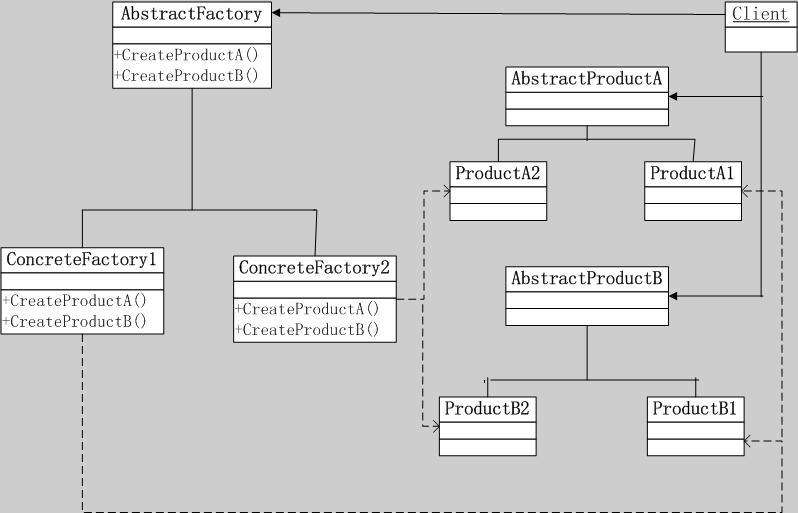 AbstractFactory
+CreateProductA()
+CreateProductB()
Client
AbstractProductA
ProductA2
ProductA1
ConcreteFactory1
+CreateProductA()
+CreateProductB()
ConcreteFactory2
+CreateProductA()
+CreateProductB()
AbstractProductB
ProductB2
ProductB1